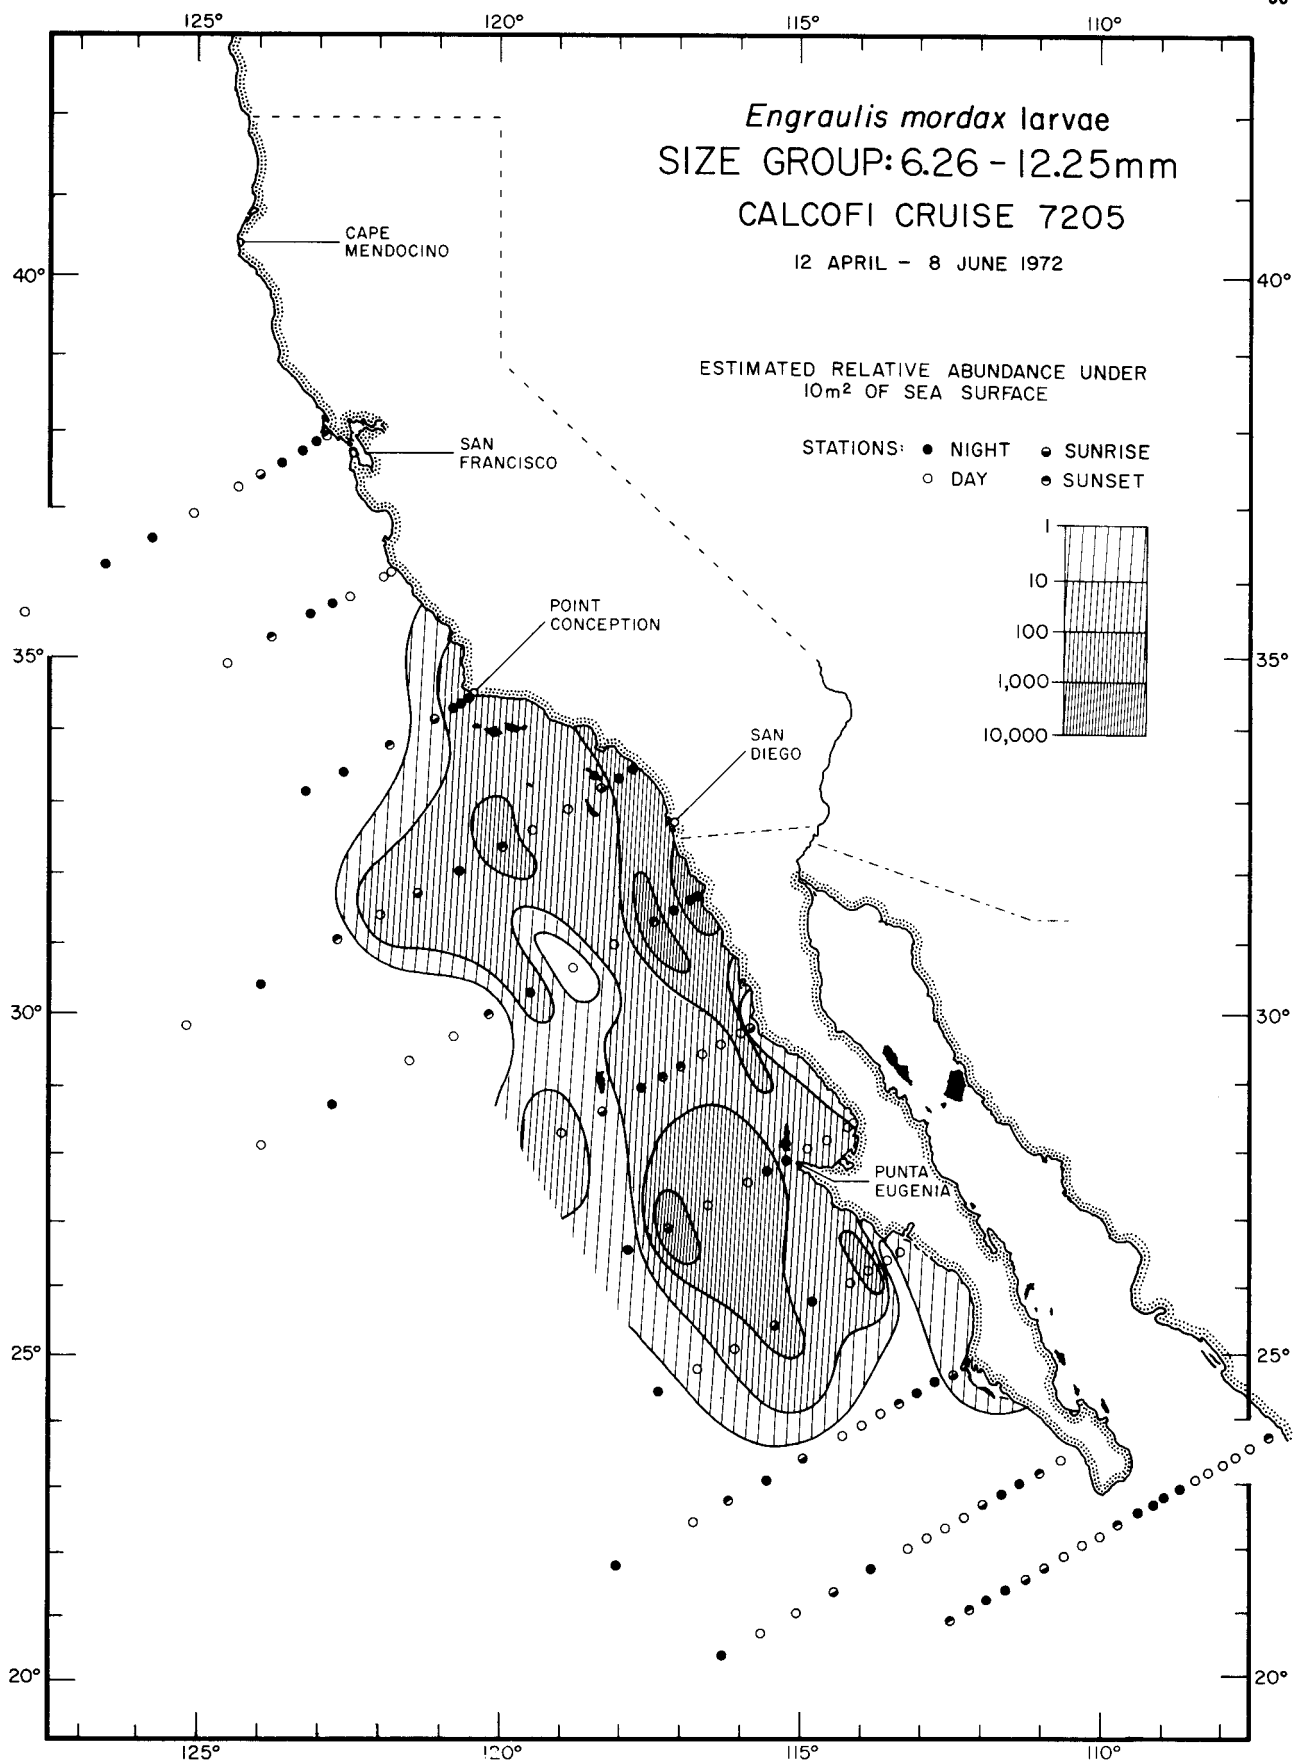 125° 120° 115° 110°
Engraulis mordax larvae
SIZE GROUP: 6.26 - 12.25mm
CALCOFI CRUISE 7205
12 APRIL - 8 JUNE 1972
CAPE
MENDOCINO
40° 40°
ESTIMATED RELATIVE ABUNDANCE UNDER
10m² OF SEA SURFACE
STATIONS: NIGHT SUNRISE
DAY SUNSET
SAN
FRANCISCO
1
10
100
1,000
10,000
POINT
CONCEPTION
35° 35°
SAN
DIEGO
30° 30°
PUNTA
EUGENIA
25° 25°
20° 20°
125° 120° 115° 110°